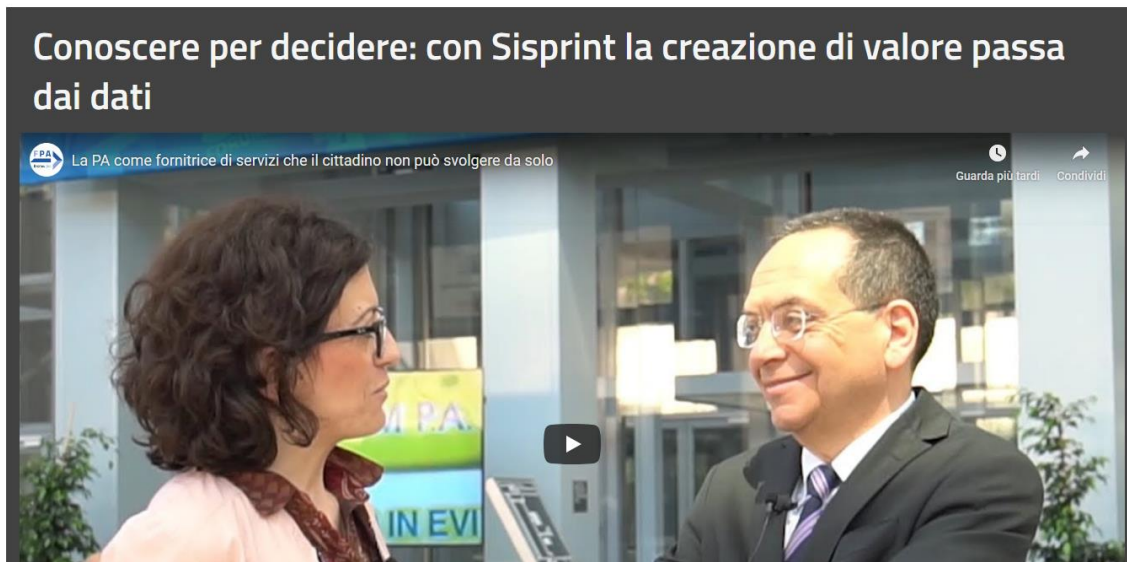 Conoscere per decidere: con Sisprint la creazione di valore passa
dai dati
FPA
La PA come fornitrice di servizi che il cittadino non può svolgere da solo
Guarda più tardi
Condividi
M PA.
IN EVI